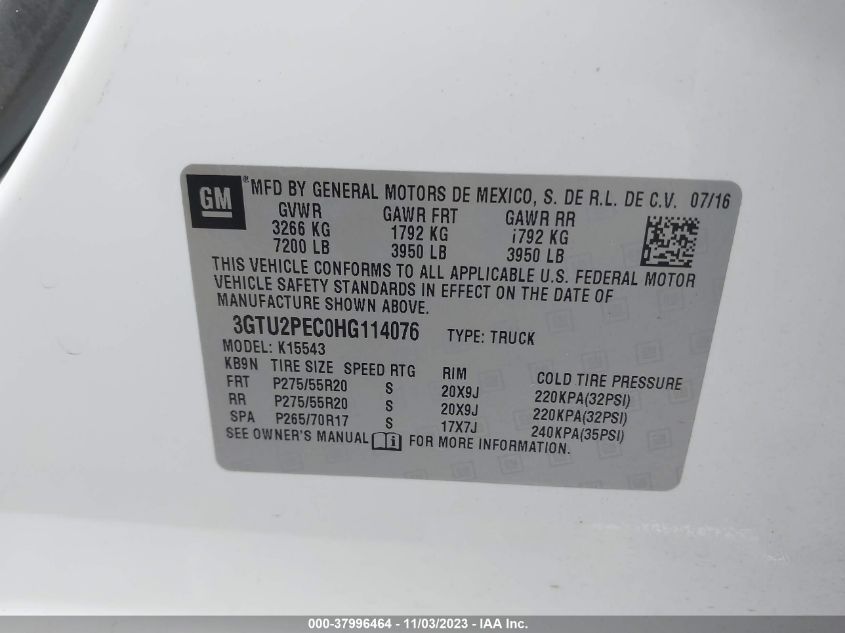 GM
® MFD BY GENERAL MOTORS DE MEXICO, S. DE R.L. DE C.V. 07/16
GVWR GAWR FRT GAWR RR
3266 KG 1792 KG 1792 KG
7200 LB 3950 LB 3950 LB
THIS VEHICLE CONFORMS TO ALL APPLICABLE U.S. FEDERAL MOTOR
VEHICLE SAFETY STANDARDS IN EFFECT ON THE DATE OF
MANUFACTURE SHOWN ABOVE.
3GTU2PEC0HG114076 TYPE: TRUCK
MODEL: K15543
KB9N TIRE SIZE SPEED RTG RIM COLD TIRE PRESSURE
FRT P275/55R20 S 20X9J 220KPA(32PSI)
RR P275/55R20 S 20X9J 220KPA(32PSI)
SPA P265/70R17 S 17X7J 240KPA(35PSI)
SEE OWNER'S MANUAL FOR MORE INFORMATION.
000-37996464 - 11/03/2023 - IAA Inc.